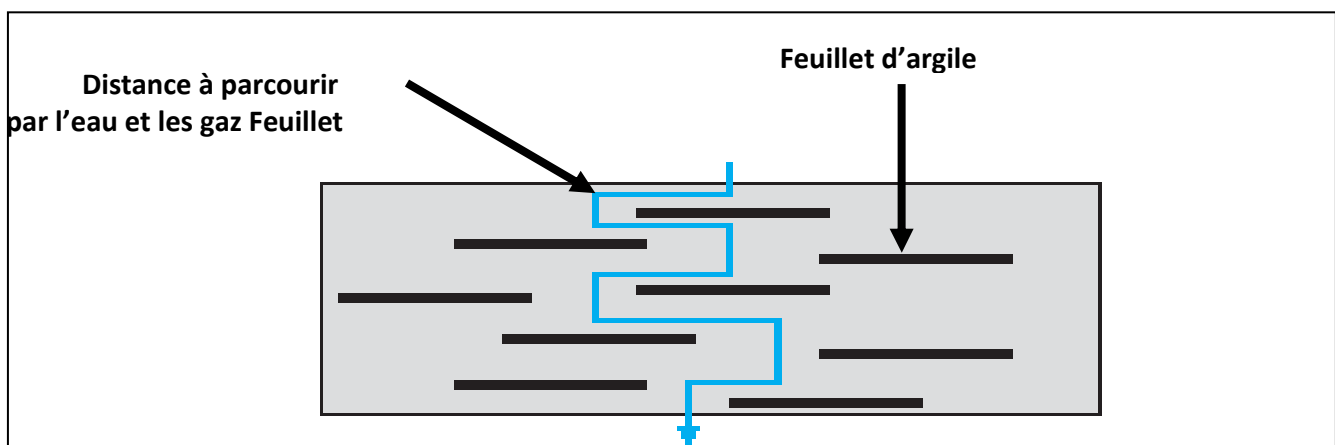 Distance à parcourir
par l’eau et les gaz Feuillet
Feuillet d’argile